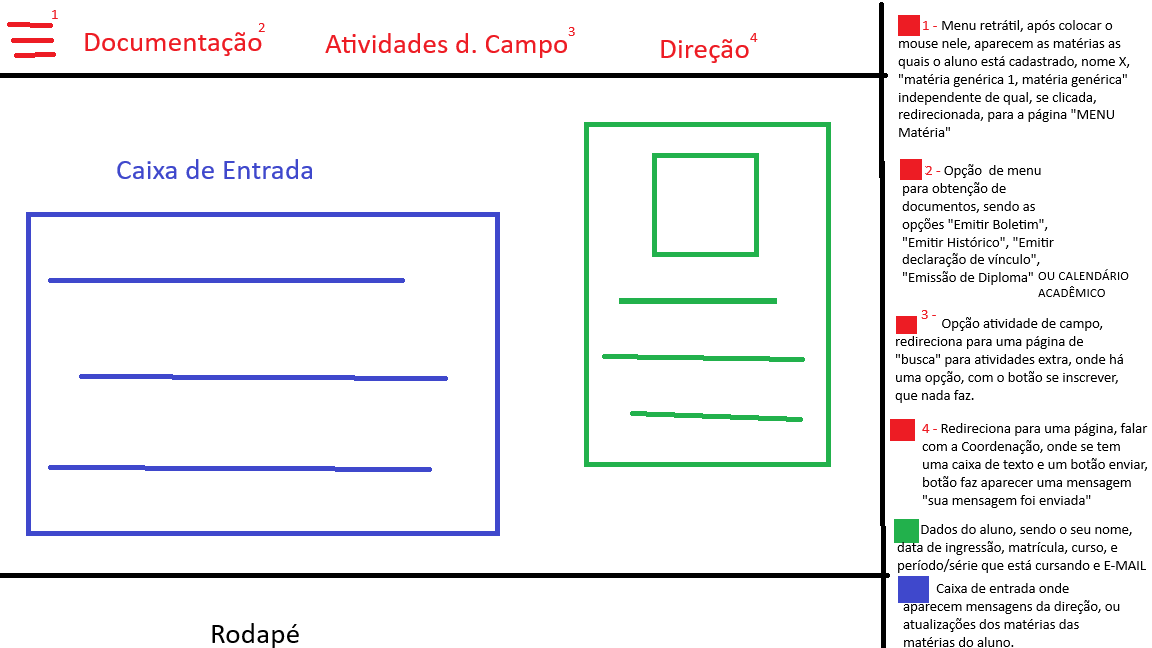 1
Documentação 2
Atividades d. Campo 3
Direção 4
Caixa de Entrada
Rodapé
1 - Menu retrátil, após colocar o
mouse nele, aparecem as matérias as
quais o aluno está cadastrado, nome X,
"matéria genérica 1, matéria genérica"
independente de qual, se clicada,
redirecionada, para a página "MENU
Matéria"
2 - Opção de menu
para obtenção de
documentos, sendo as
opções "Emitir Boletim",
"Emitir Histórico", "Emitir
declaração de vínculo",
"Emissão de Diploma" OU CALENDÁRIO
ACADÊMICO
3 -
Opção atividade de campo,
redireciona para uma página de
"busca" para atividades extra, onde há
uma opção, com o botão se inscrever,
que nada faz.
4 - Redireciona para uma página, falar
com a Coordenação, onde se tem
uma caixa de texto e um botão enviar,
botão faz aparecer uma mensagem
"sua mensagem foi enviada"
Dados do aluno, sendo o seu nome,
data de ingressão, matrícula, curso, e
período/série que está cursando e E-MAIL
Caixa de entrada onde
aparecem mensagens da direção, ou
atualizações dos matérias das
matérias do aluno.